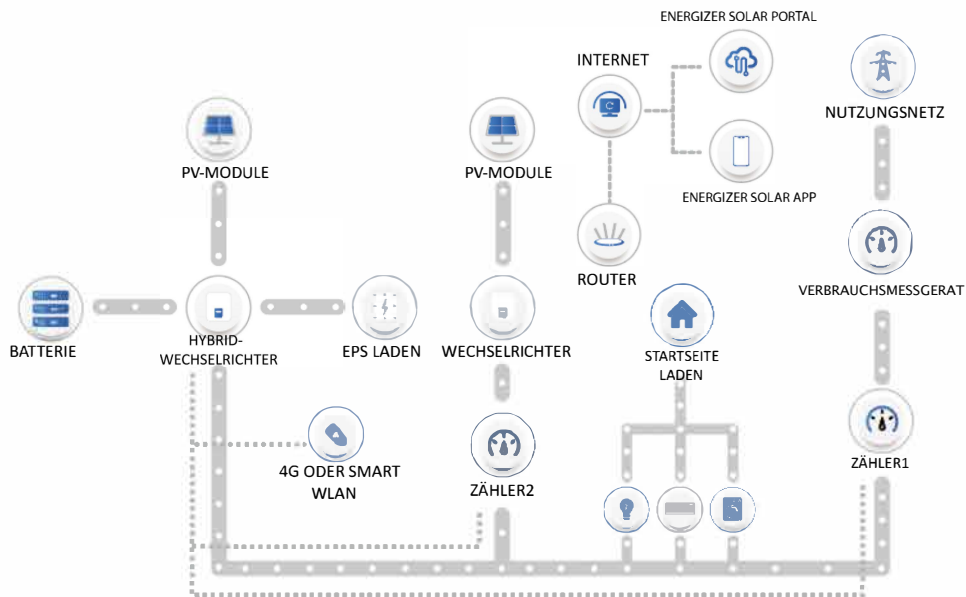 ENERGIZER SOLAR PORTAL
INTERNET
NUTZUNGSNETZ
PV-MODULE
PV-MODULE
ENERGIZER SOLAR APP
ROUTER
VERBRAUCHSMESSGERAT
BATTERIE
HYBRID-
WECHSELRICHTER
EPS LADEN
WECHSELRICHTER
STARTSEITE
LADEN
4G ODER SMART
WLAN
ZÄHLER2
ZÄHLER1